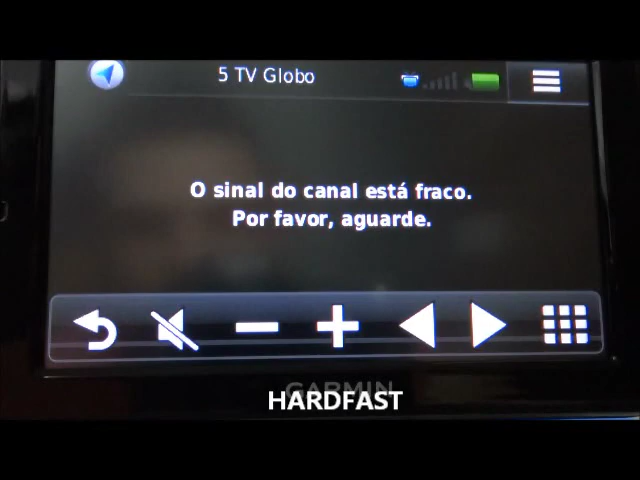 5 TV Globo
O sinal do canal está fraco.
Por favor, aguarde.
GARMIN
HARDFAST